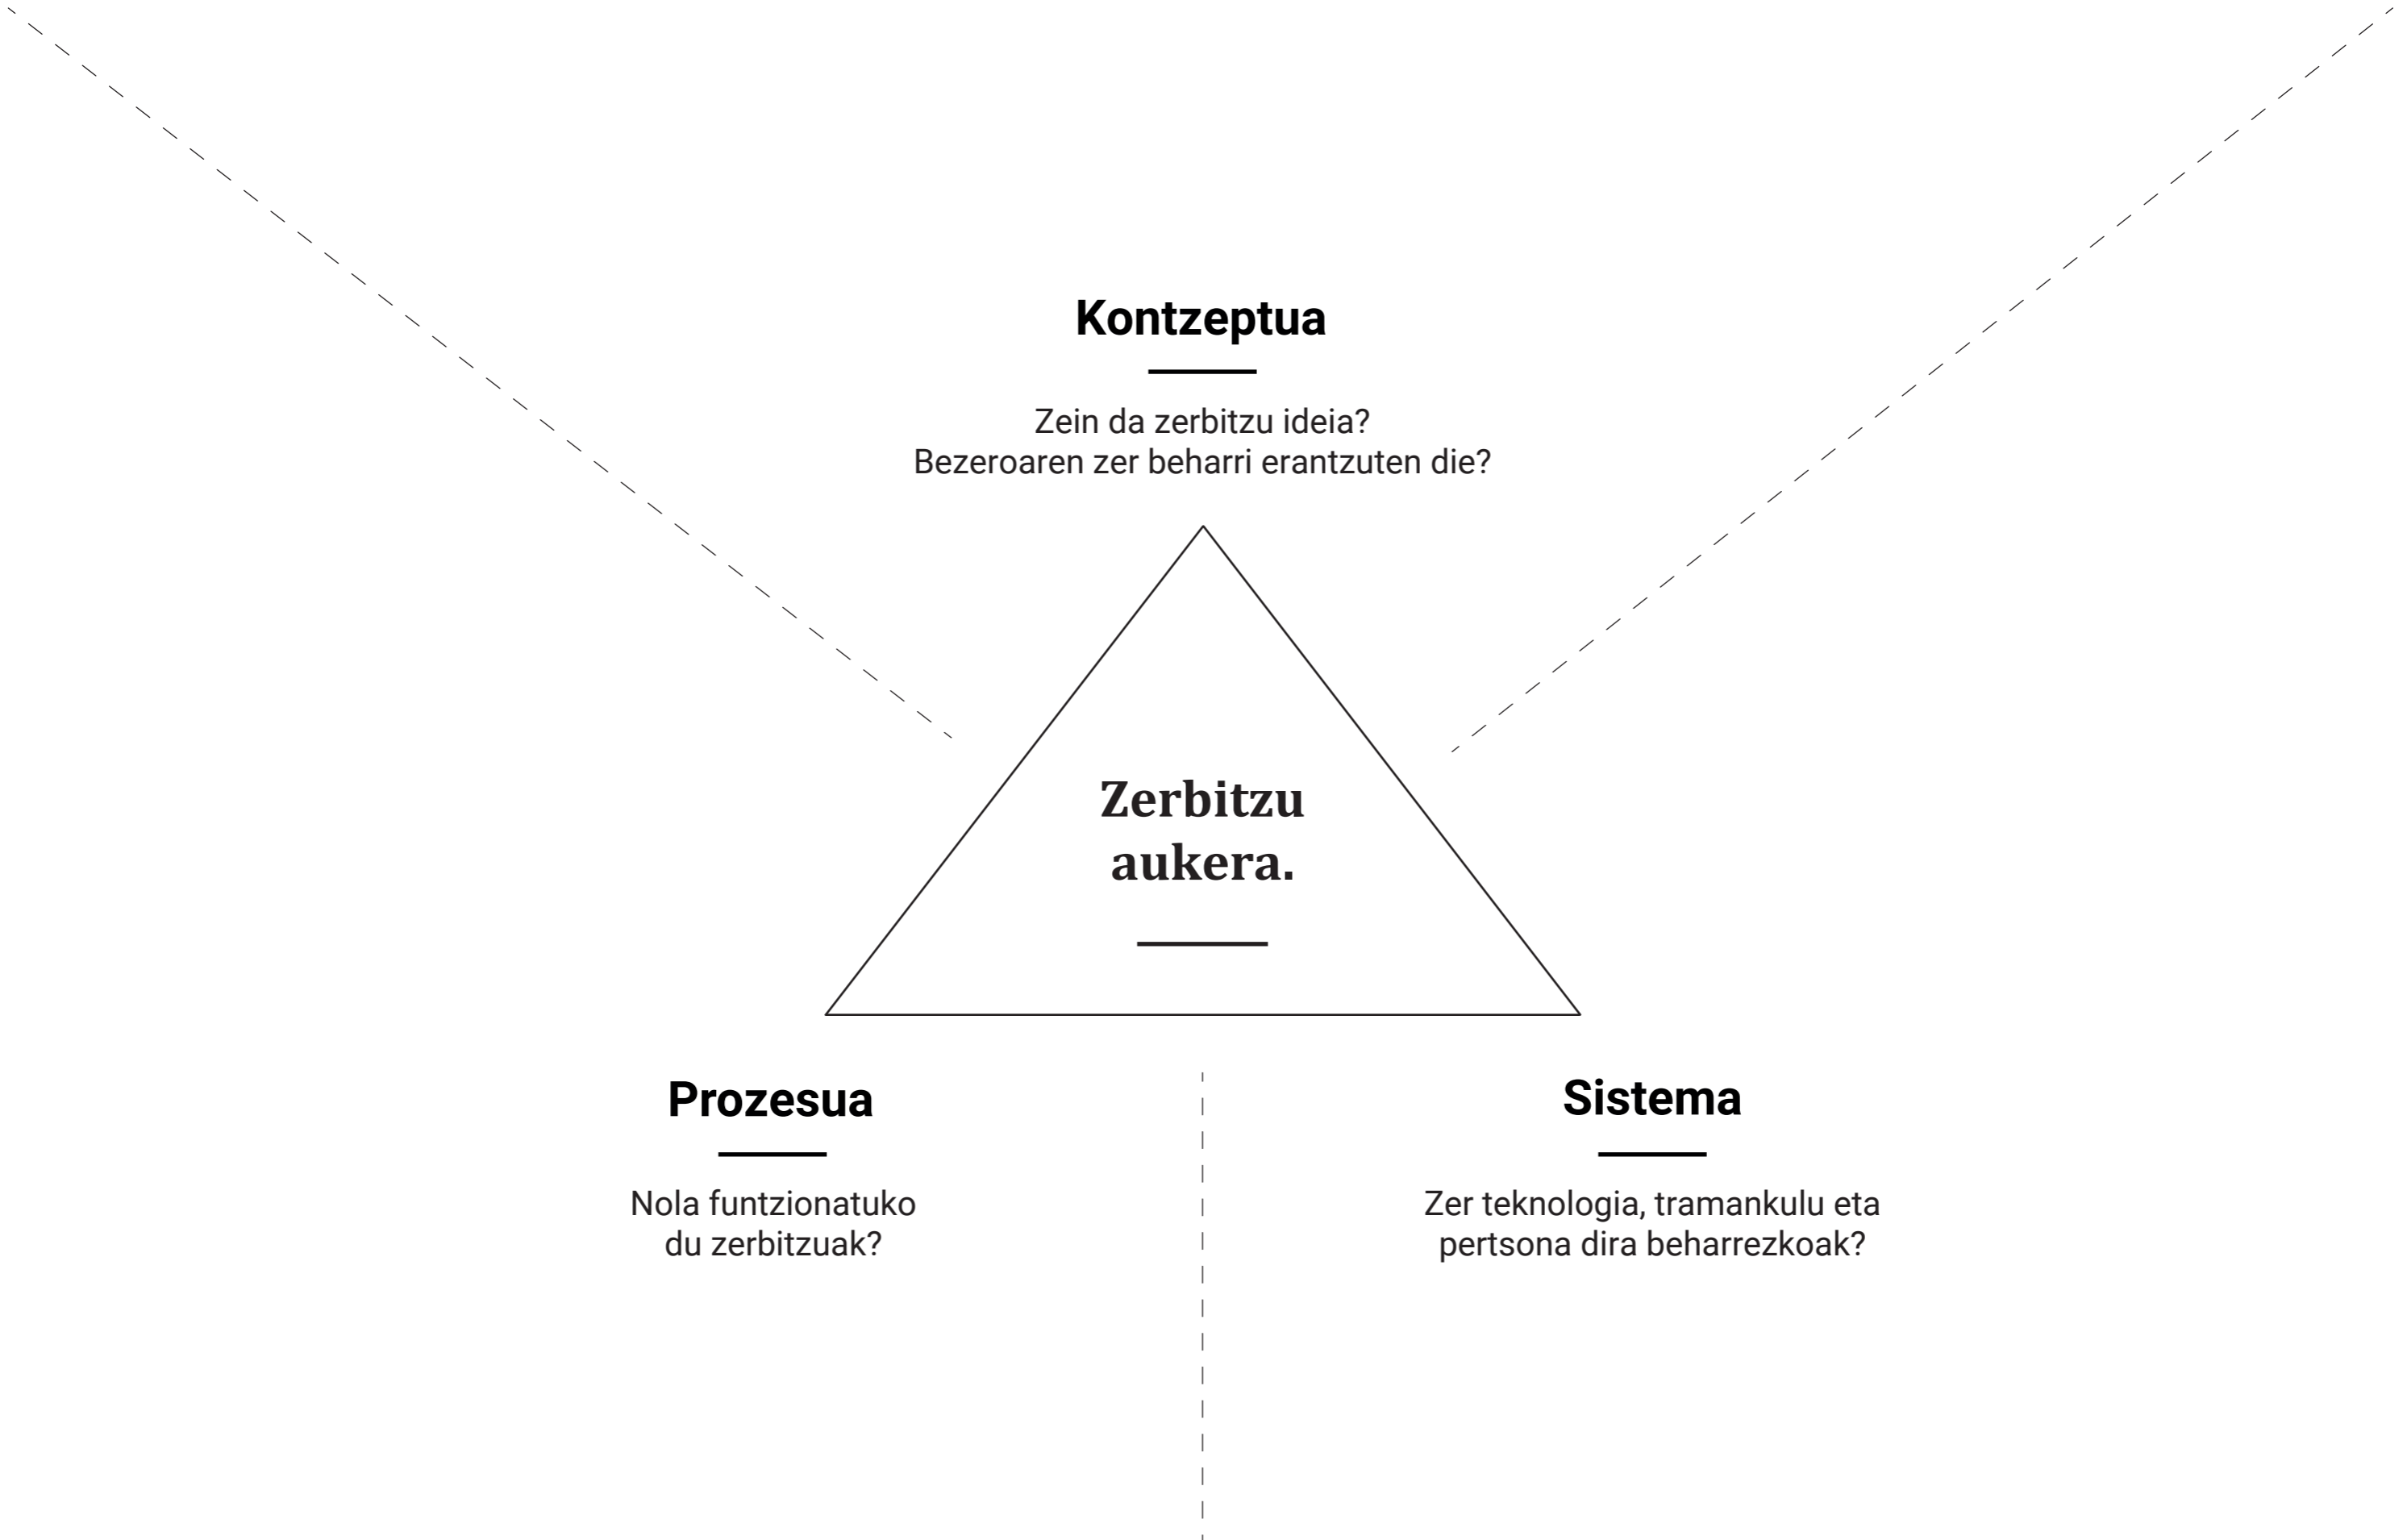 Kontzeptua
Zein da zerbitzu ideia?
Bezeroaren zer beharri erantzuten die?
Zerbitzu
aukera.
Prozesua
Nola funtzionatuko
du zerbitzuak?
Sistema
Zer teknologia, tramankulu eta
pertsona dira beharrezkoak?